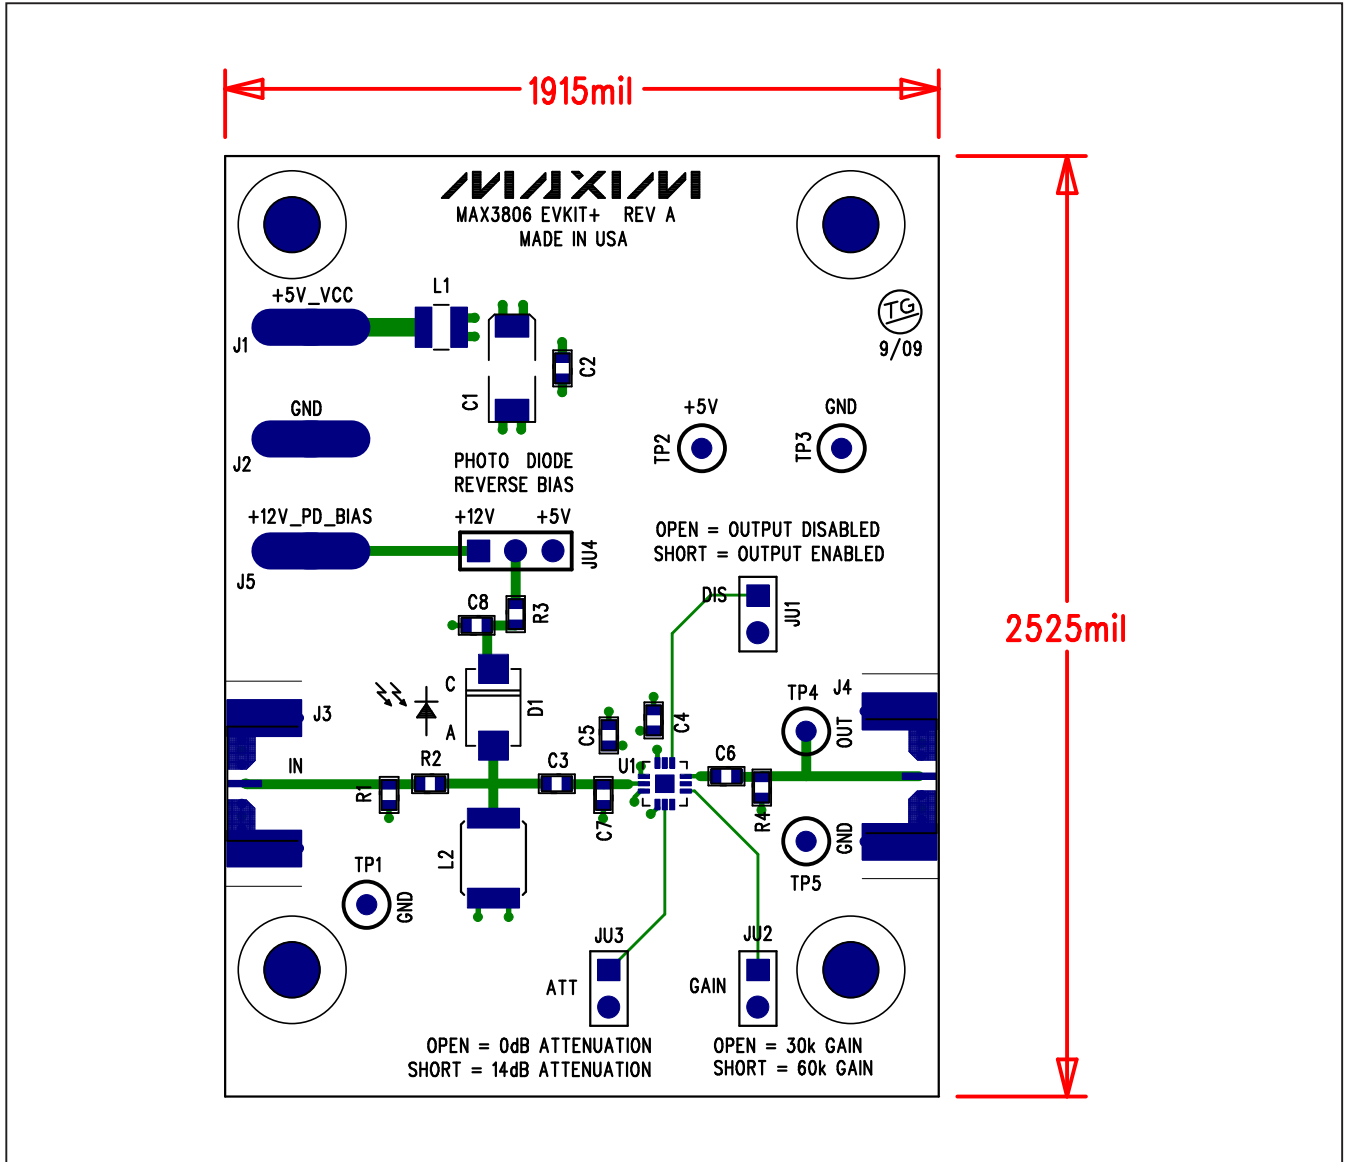 1915mil
MAXIM
MAX3806 EVKIT+ REV A
MADE IN USA
+5V_VCC
L1
J1
C1
C2
TG
9/09
GND
J2
+5V
TP2
GND
TP3
PHOTO DIODE
REVERSE BIAS
+12V_PD_BIAS
J5
+12V
+5V
JU4
OPEN = OUTPUT DISABLED
SHORT = OUTPUT ENABLED
DIS
JU1
2525mil
C8
R3
C
A
D1
J3
IN
R1
R2
C3
C5
C4
U1
C7
C6
R4
TP4
OUT
J4
GND
TP5
L2
TP1
GND
JU3
ATT
JU2
GAIN
OPEN = 0dB ATTENUATION
SHORT = 14dB ATTENUATION
OPEN = 30k GAIN
SHORT = 60k GAIN